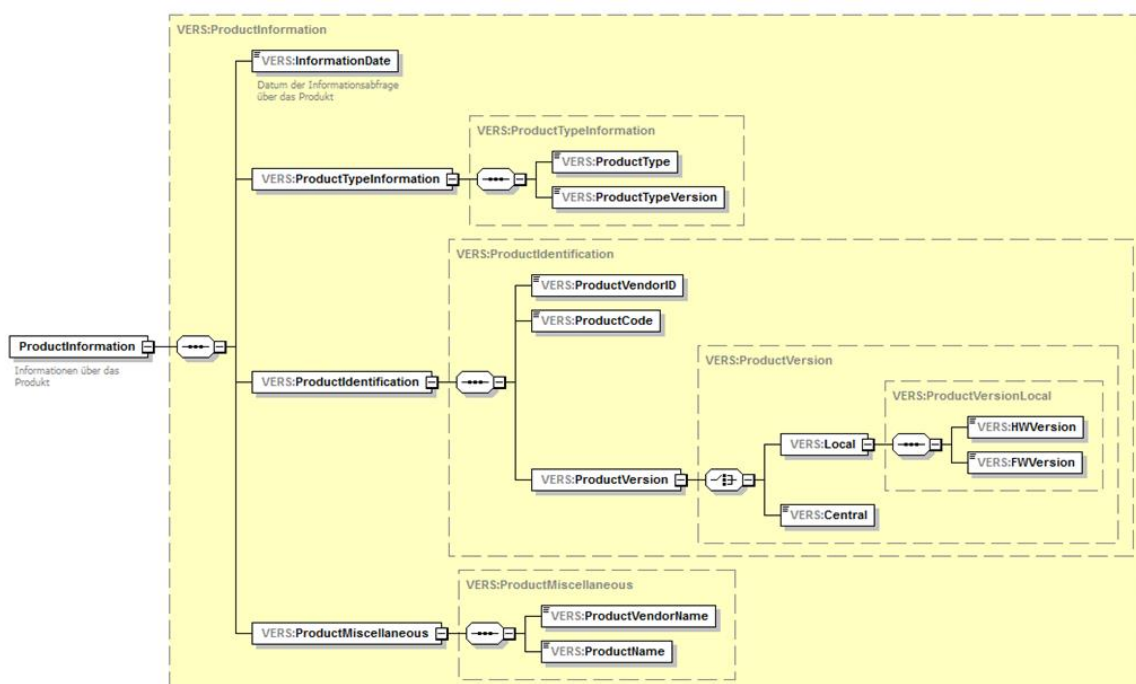 VERS:ProductInformation
VERS:InformationDate
Datum der Informationsabfrage
über das Produkt
VERS:ProductTypeInformation
VERS:ProductTypeInformation
VERS:ProductType
VERS:ProductTypeVersion
VERS:ProductIdentification
VERS:ProductVendorID
VERS:ProductCode
ProductInformation
Informationen über das
Produkt
VERS:ProductIdentification
VERS:ProductVersion
VERS:ProductVersionLocal
VERS:HWVersion
VERS:Local
VERS:FWVersion
VERS:ProductVersion
VERS:Central
VERS:ProductMiscellaneous
VERS:ProductVendorName
VERS:ProductMiscellaneous
VERS:ProductName